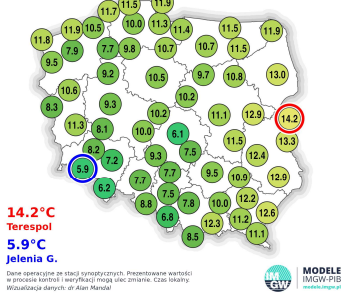 11.7 11.5 11.9
11.8 11.9 10.5 10.0 11.3 11.4 11.5 11.9
9.5 7.9 7.7 9.8 10.7 10.7 11.5
9.2 10.5 9.7 10.8 13.0
8.3 10.6 9.3 10.2 10.2 11.1 12.9 14.2
11.3 8.1 10.0 6.1 11.5 13.3
8.2 7.2 9.3 7.5 12.4
5.9 6.2 7.7 7.7 9.5 10.9 12.9
8.8 7.5 7.8 10.0 12.2 12.6
6.8 12.3 11.2
8.5 11.1
14.2°C
Terespol
5.9°C
Jelenia G.
Dane operacyjne ze stacji synoptycznych. Prezentowane wartości
w procesie kontroli i weryfikacji mogą ulec zmianie. Czas lokalny.
Wizualizacja danych: dr Alan Mandal
IM
GW
MODELE
IMGW-PIB
modele.imgw.pl